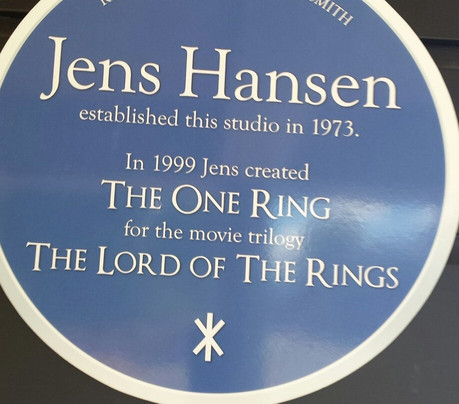 SMITH
Jens Hansen
established this studio in 1973.
In 1999 Jens created
THE ONE RING
for the movie trilogy
THE LORD OF THE RINGS